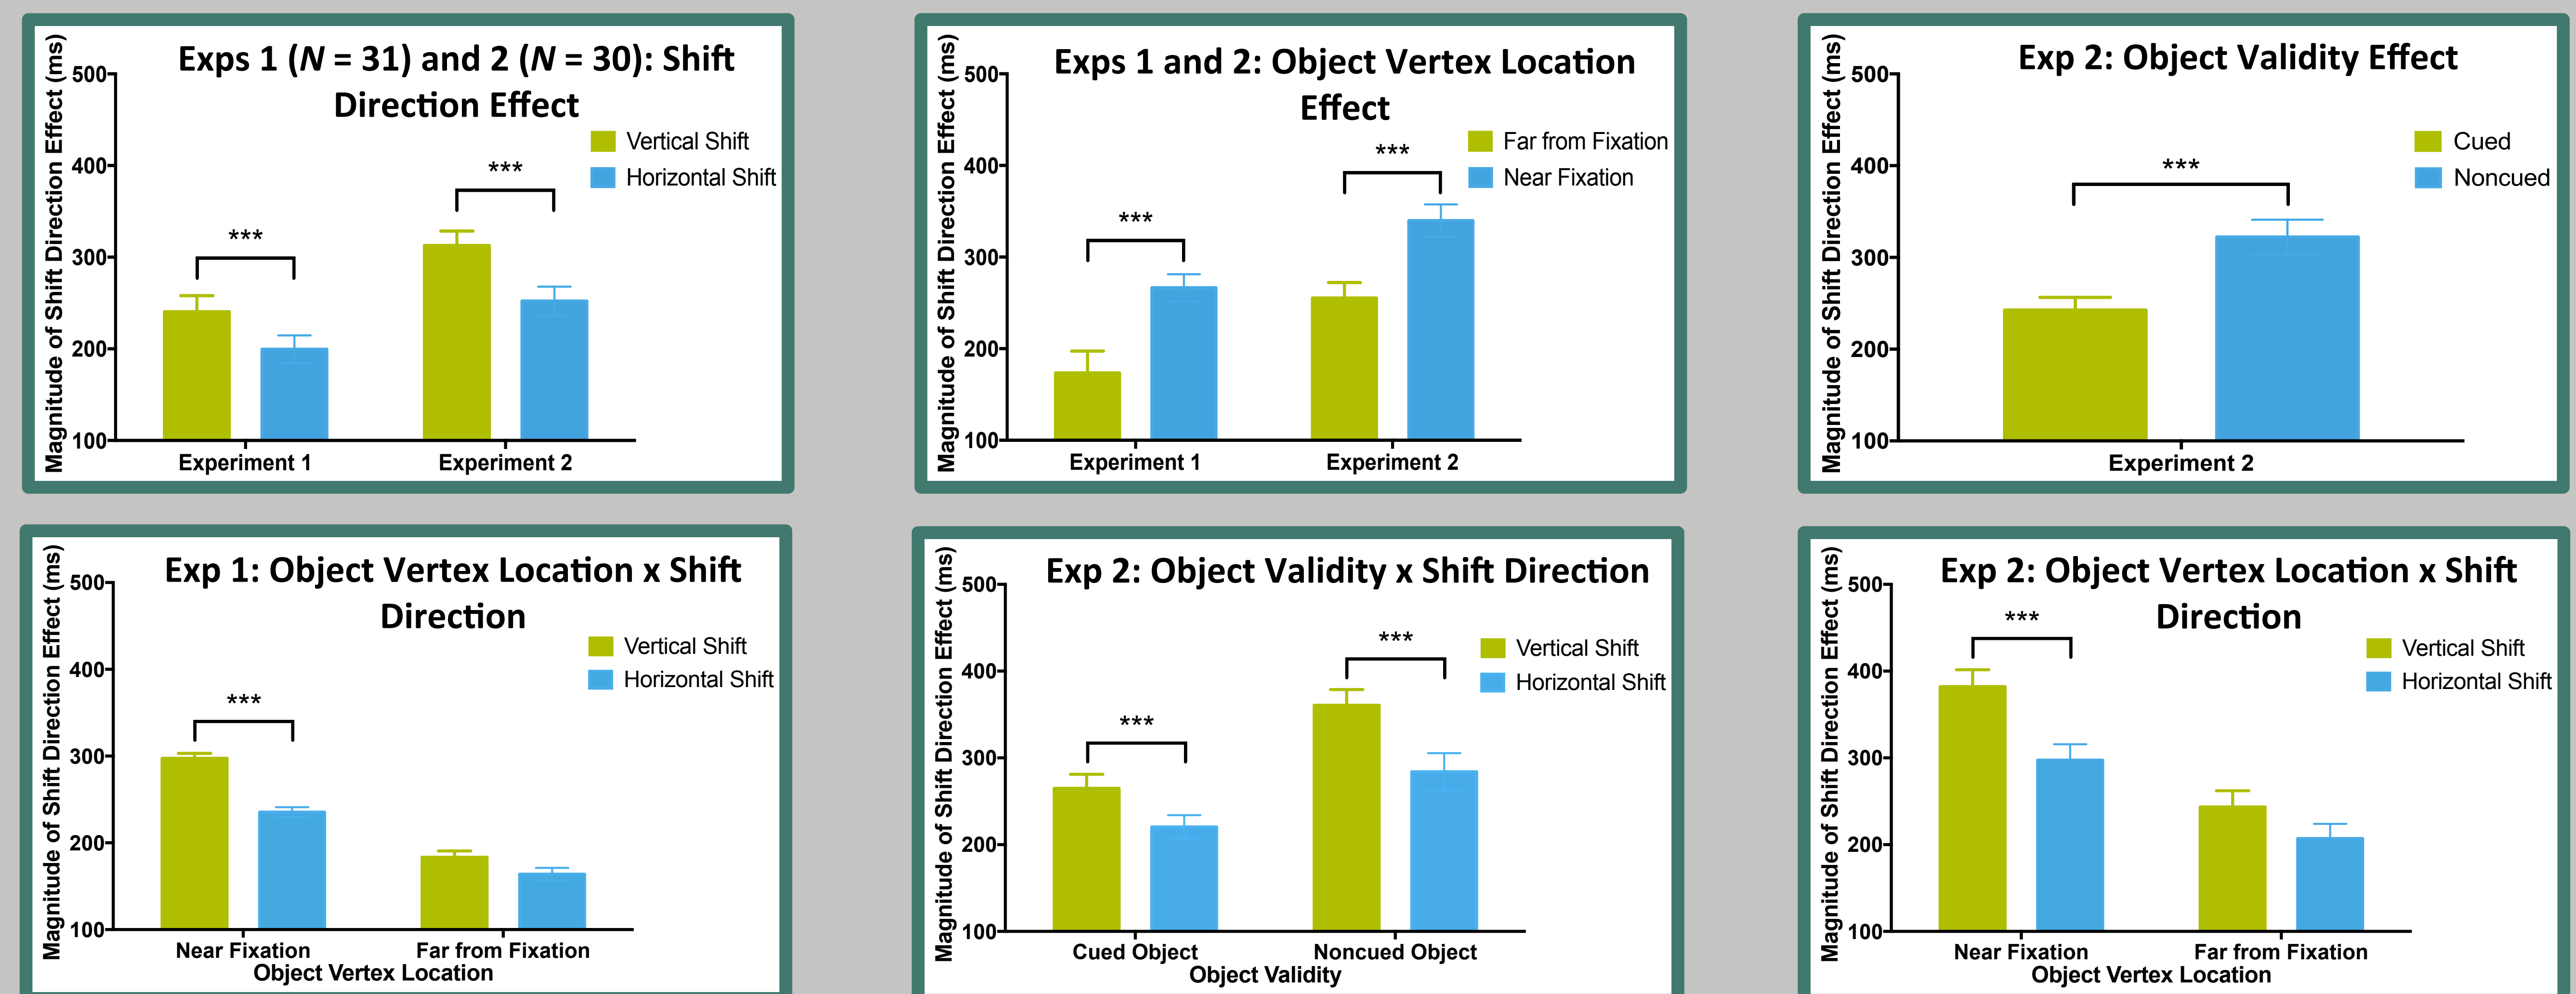 Exps 1 (N = 31) and 2 (N = 30): Shift
Direction Effect
Magnitude of Shift Direction Effect (ms)
500
400
300
200
100
Vertical Shift
Horizontal Shift
***
***
Experiment 1
Experiment 2
Exps 1 and 2: Object Vertex Location
Effect
Magnitude of Shift Direction Effect (ms)
500
400
300
200
100
Far from Fixation
Near Fixation
***
***
Experiment 1
Experiment 2
Exp 2: Object Validity Effect
Magnitude of Shift Direction Effect (ms)
500
400
300
200
100
Cued
Noncued
***
Experiment 2
Exp 1: Object Vertex Location x Shift
Direction
Magnitude of Shift Direction Effect (ms)
500
400
300
200
100
Vertical Shift
Horizontal Shift
***
Near Fixation
Far from Fixation
Object Vertex Location
Exp 2: Object Validity x Shift Direction
Magnitude of Shift Direction Effect (ms)
500
400
300
200
100
Vertical Shift
Horizontal Shift
***
***
Cued Object
Noncued Object
Object Validity
Exp 2: Object Vertex Location x Shift
Direction
Magnitude of Shift Direction Effect (ms)
500
400
300
200
100
Vertical Shift
Horizontal Shift
***
Near Fixation
Far from Fixation
Object Vertex Location